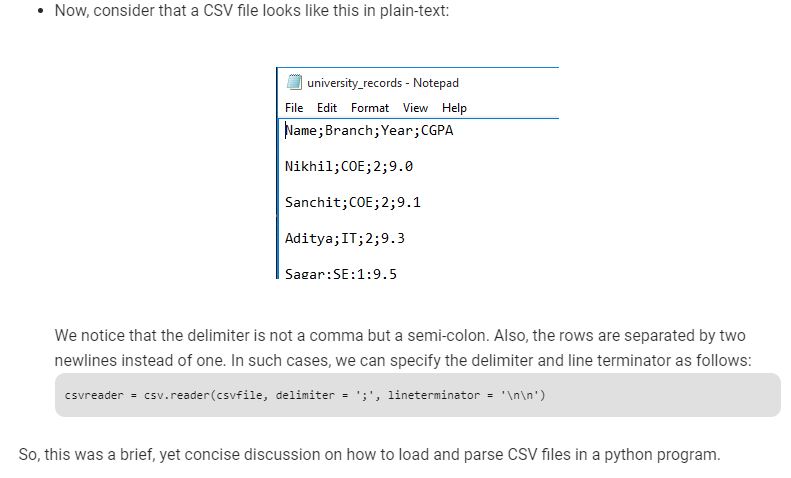 Now, consider that a CSV file looks like this in plain-text:
university_records - Notepad
File Edit Format View Help
Name;Branch;Year;CGPA
Nikhil;COE;2;9.0
Sanchit;COE;2;9.1
Aditya;IT;2;9.3
Sagar;SE;1;9.5
We notice that the delimiter is not a comma but a semi-colon. Also, the rows are separated by two
newlines instead of one. In such cases, we can specify the delimiter and line terminator as follows:
csvreader = csv.reader(csvfile, delimiter = ';', lineterminator = '\n\n')
So, this was a brief, yet concise discussion on how to load and parse CSV files in a python program.